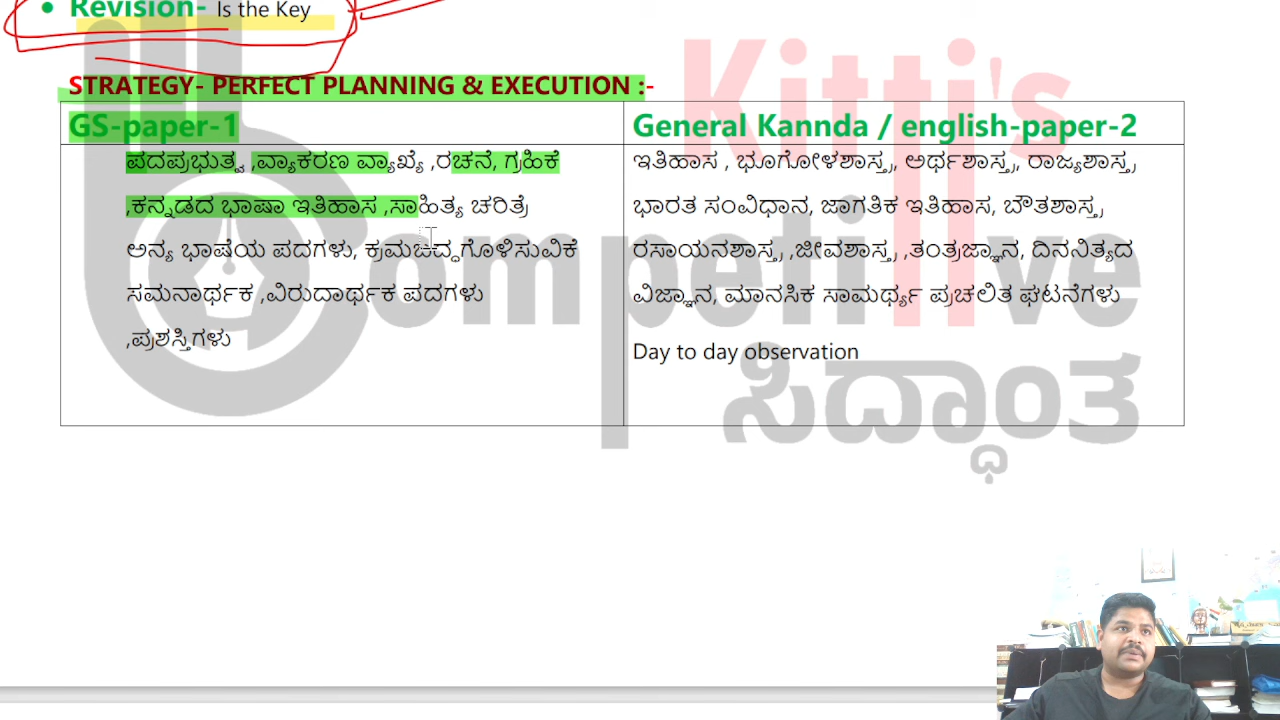 Revision- Is the Key
STRATEGY- PERFECT PLANNING & EXECUTION :-
GS-paper-1
ಪದಪ್ರಭುತ್ವ ,ವ್ಯಾಕರಣ ವ್ಯಾಖ್ಯೆ ,ರಚನೆ, ಗ್ರಹಿಕೆ
,ಕನ್ನಡದ ಭಾಷಾ ಇತಿಹಾಸ ,ಸಾಹಿತ್ಯ ಚರಿತ್ರೆ
ಅನ್ಯ ಭಾಷೆಯ ಪದಗಳು, ಕ್ರಮಚದ್ಧಗೊಳಿಸುವಿಕೆ
ಸಮನಾರ್ಥಕ ,ವಿರುದಾರ್ಥಕ ಪದಗಳು
,ಪ್ರಶಸ್ತಿಗಳು
General Kannda / english-paper-2
ಇತಿಹಾಸ , ಭೂಗೋಳಶಾಸ್ತ್ರ, ಅರ್ಥಶಾಸ್ತ್ರ, ರಾಜ್ಯಶಾಸ್ತ್ರ
ಭಾರತ ಸಂವಿಧಾನ, ಜಾಗತಿಕ ಇತಿಹಾಸ, ಬೌತಶಾಸ್ತ್ರ
ರಸಾಯನಶಾಸ್ತ್ರ ,ಜೀವಶಾಸ್ತ್ರ ,ತಂತ್ರಜ್ಞಾನ, ದಿನನಿತ್ಯದ
ವಿಜ್ಞಾನ, ಮಾನಸಿಕ ಸಾಮರ್ಥ್ಯ ಪ್ರಚಲಿತ ಘಟನೆಗಳು
Day to day observation
Kitti's
Competitive
ಸಿದ್ಧಾಂತ